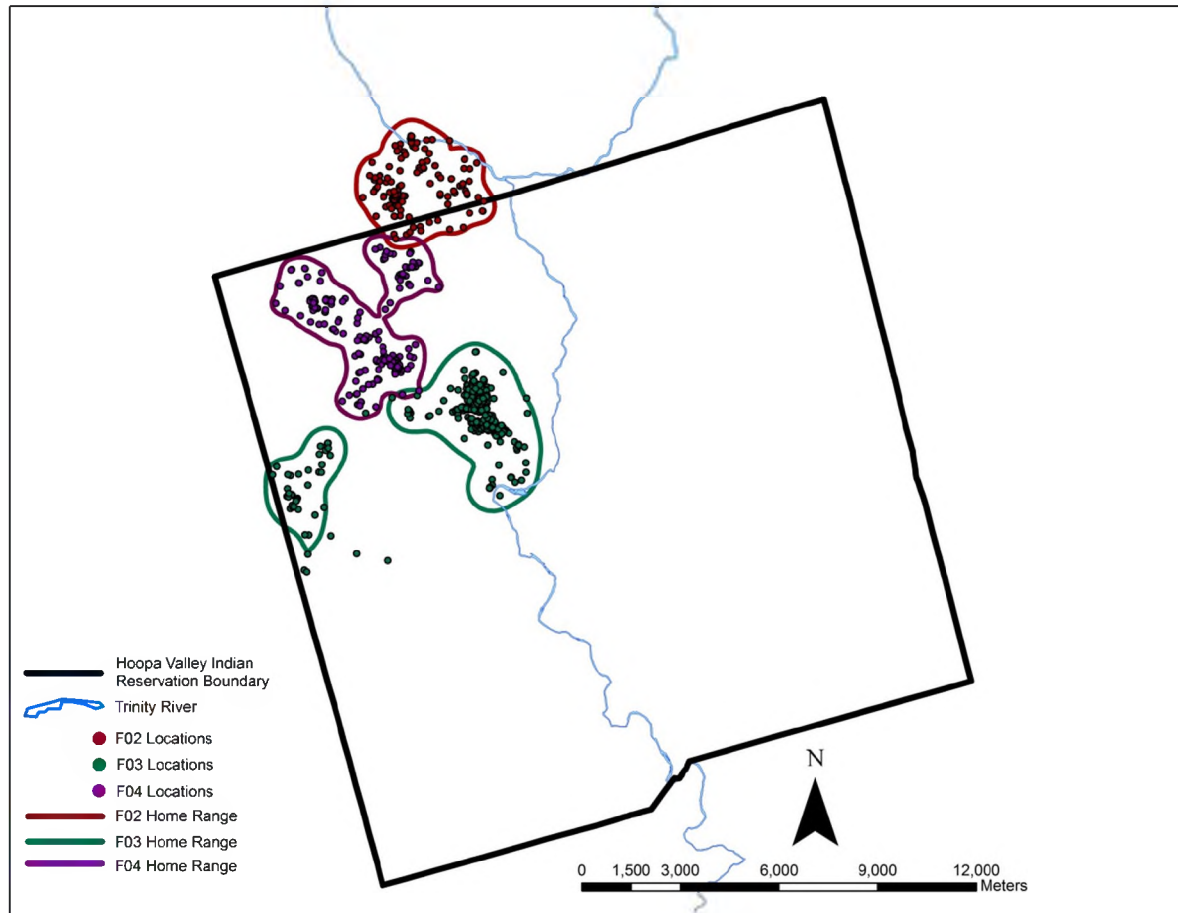 Hoopa Valley Indian
Reservation Boundary
Trinity River
F02 Locations
F03 Locations
F04 Locations
F02 Home Range
F03 Home Range
F04 Home Range
N
0 1,500 3,000 6,000 9,000 12,000
Meters